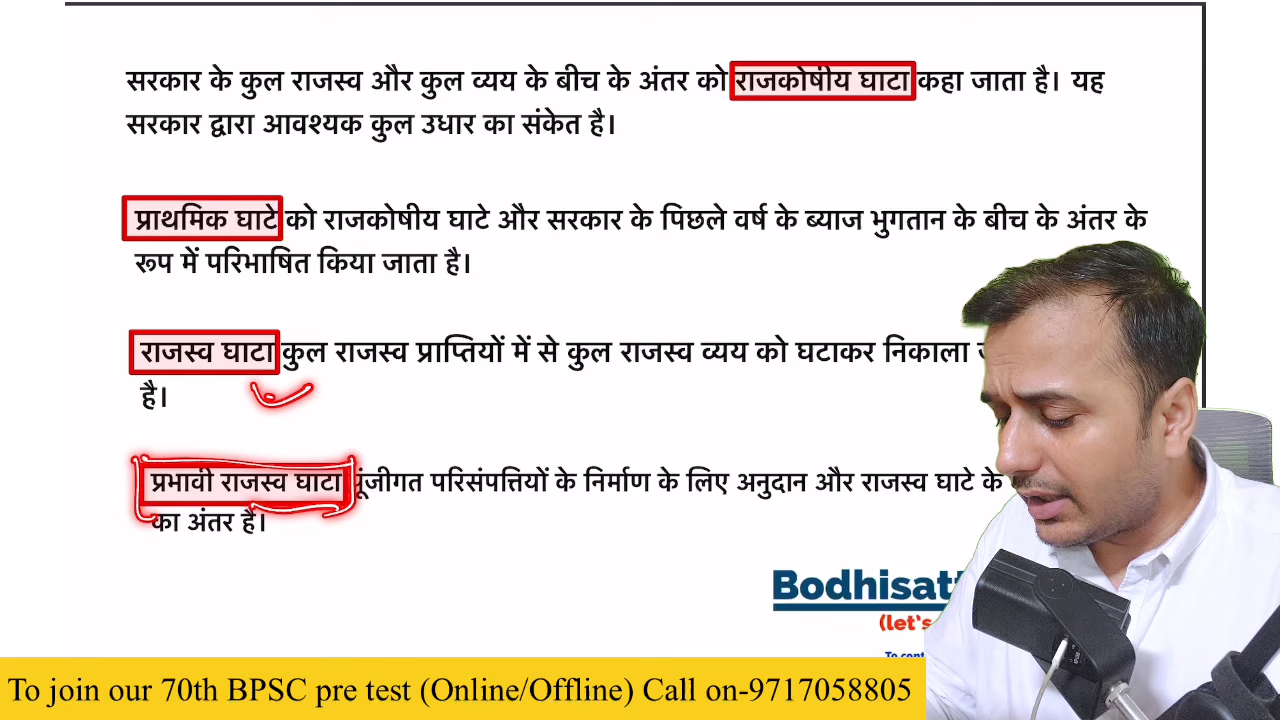 सरकार के कुल राजस्व और कुल व्यय के बीच के अंतर को राजकोषीय घाटा कहा जाता है। यह
सरकार द्वारा आवश्यक कुल उधार का संकेत है।
प्राथमिक घाटे को राजकोषीय घाटे और सरकार के पिछले वर्ष के ब्याज भुगतान के बीच के अंतर के
रूप में परिभाषित किया जाता है।
राजस्व घाटा कुल राजस्व प्राप्तियों में से कुल राजस्व व्यय को घटाकर निकाला
है।
प्रभावी राजस्व घाटा पूंजीगत परिसंपत्तियों के निर्माण के लिए अनुदान और राजस्व घाटे के
का अंतर है।
(let's
To join our 70th BPSC pre test (Online/Offline) Call on-9717058805